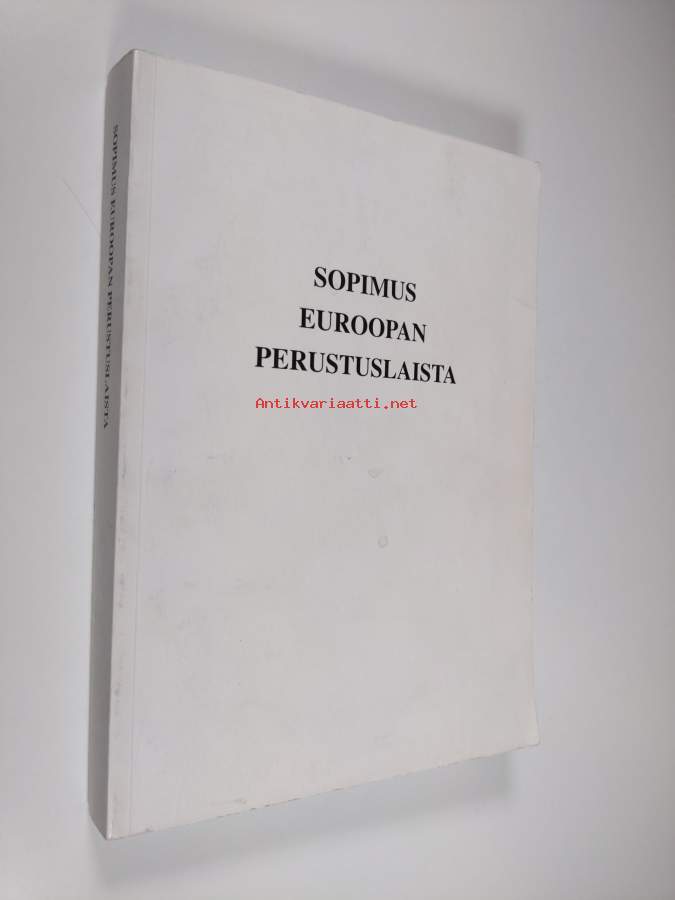 SOPIMUS
EUROOPAN
PERUSTUSLAISTA
Antikvariaatti.net
SOPIMUS EUROOPAN PERUSTUSLAISTA